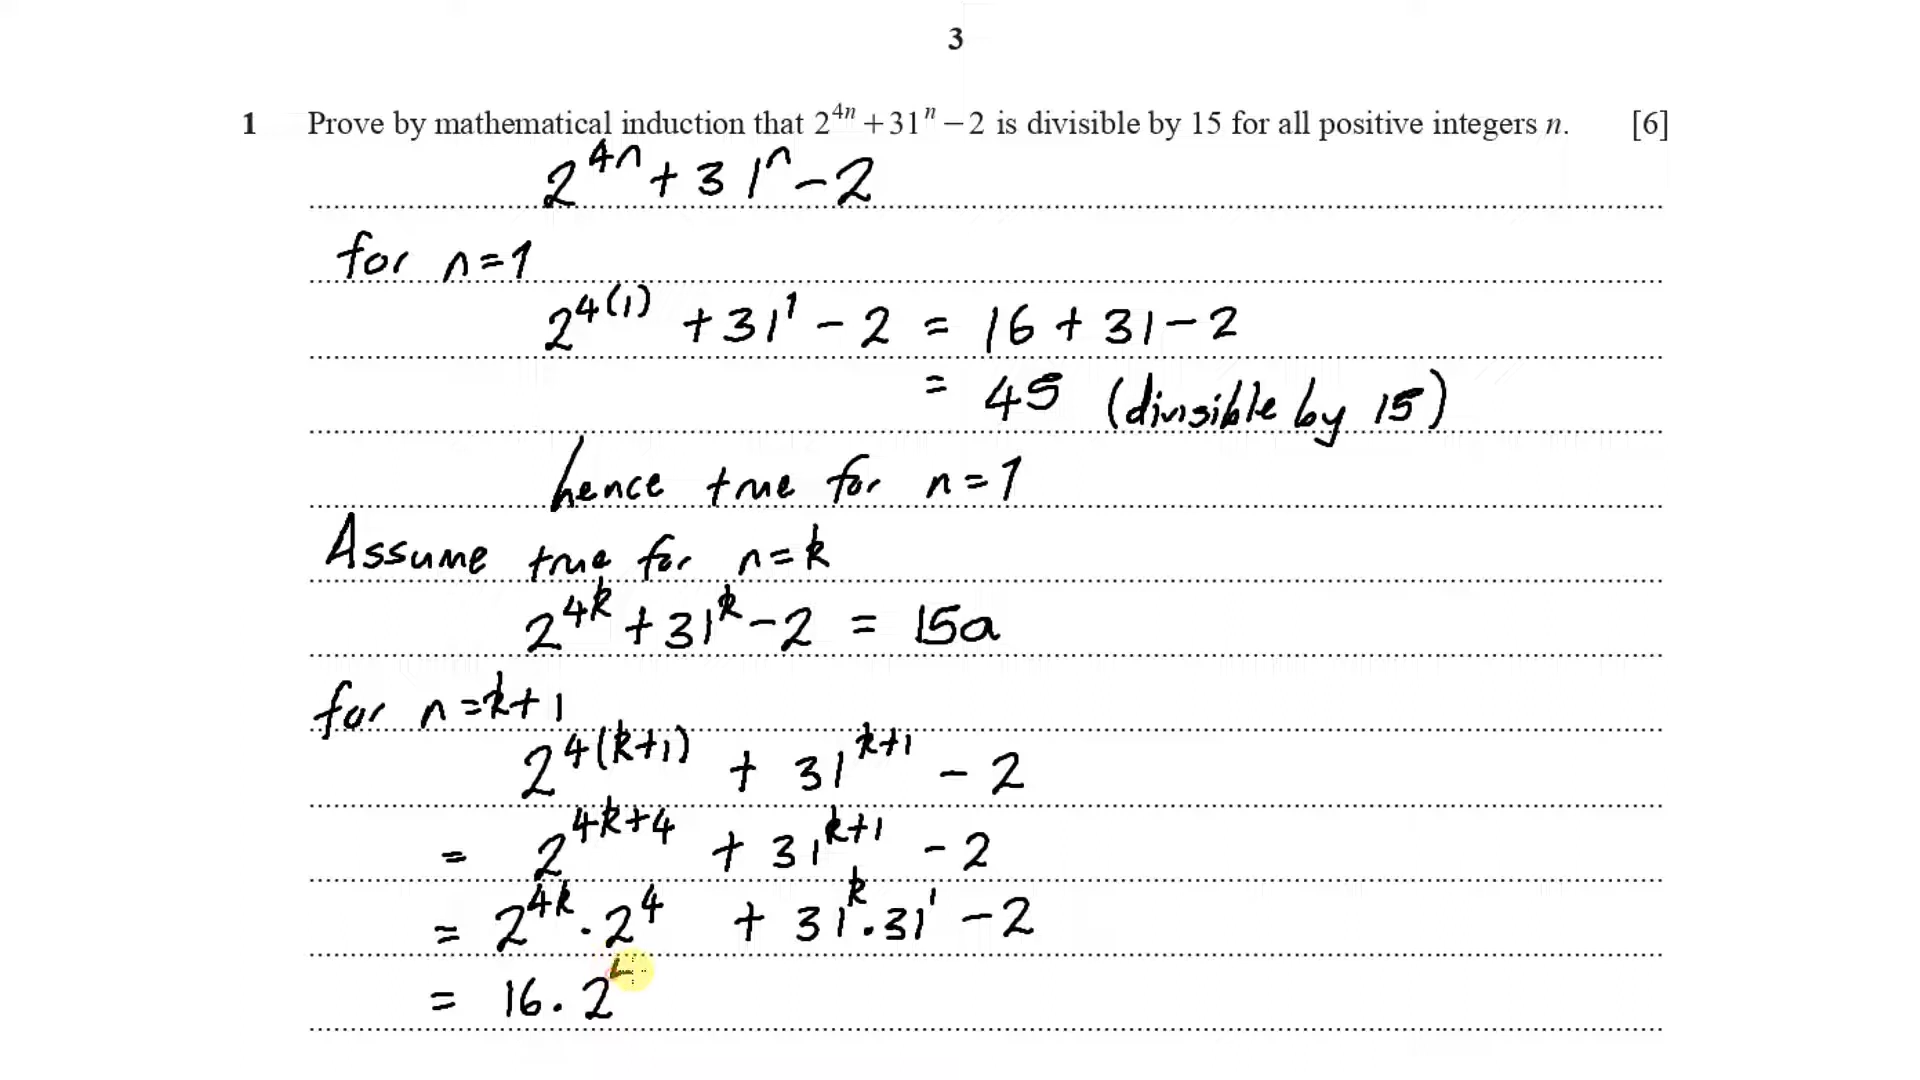 3
1 Prove by mathematical induction that 2^{4n} + 31^n − 2 is divisible by 15 for all positive integers n. [6]
2^{4n} + 31^n − 2
for n=1
2^{4(1)} + 31^1 − 2 = 16 + 31 − 2
= 45 (divisible by 15)
hence true for n=1
Assume true for n=k
2^{4k} + 31^k − 2 = 15a
for n=k+1
2^{4(k+1)} + 31^{k+1} − 2
= 2^{4k+4} + 31^{k+1} − 2
= 2^{4k} · 2^4 + 31^k · 31^1 − 2
= 16 · 2